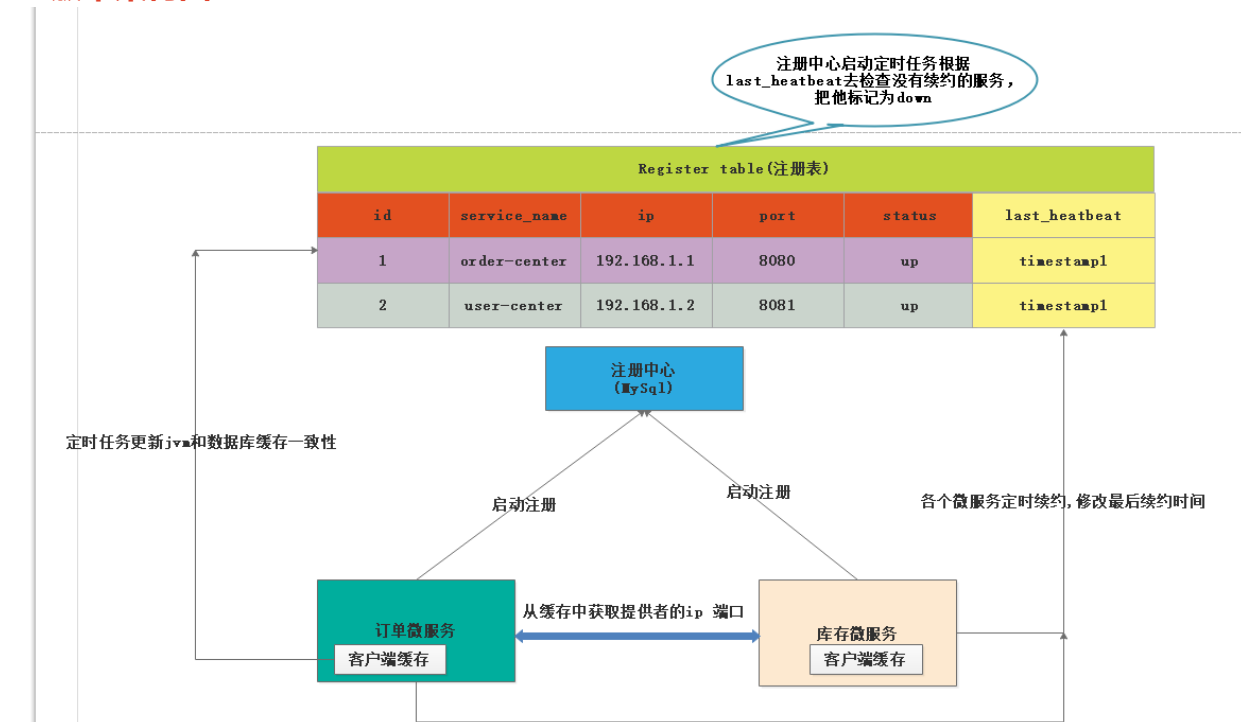 注册中心启动定时任务根据
last_heatbeat去检查没有续约的服务，
把他标记为down
Register table(注册表)
id service_name ip port status last_heatbeat
1 order-center 192.168.1.1 8080 up timestamp1
2 user-center 192.168.1.2 8081 up timestamp1
注册中心
(MySql)
定时任务更新jvm和数据库缓存一致性
启动注册
启动注册
各个微服务定时续约,修改最后续约时间
从缓存中获取提供者的ip 端口
订单微服务
客户端缓存
库存微服务
客户端缓存